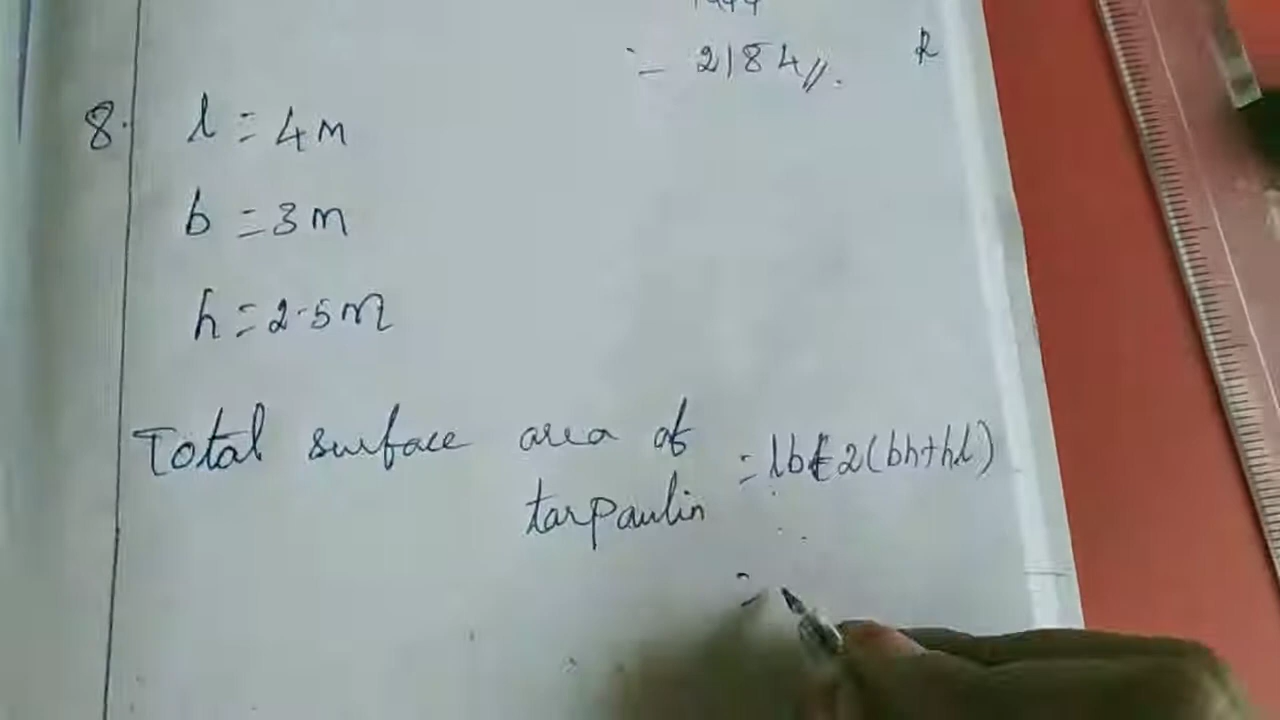 = 2184//. R
8. l = 4m
b = 3m
h = 2.5m
Total surface area of
tarpaulin = lb+2(bh+hl)
=